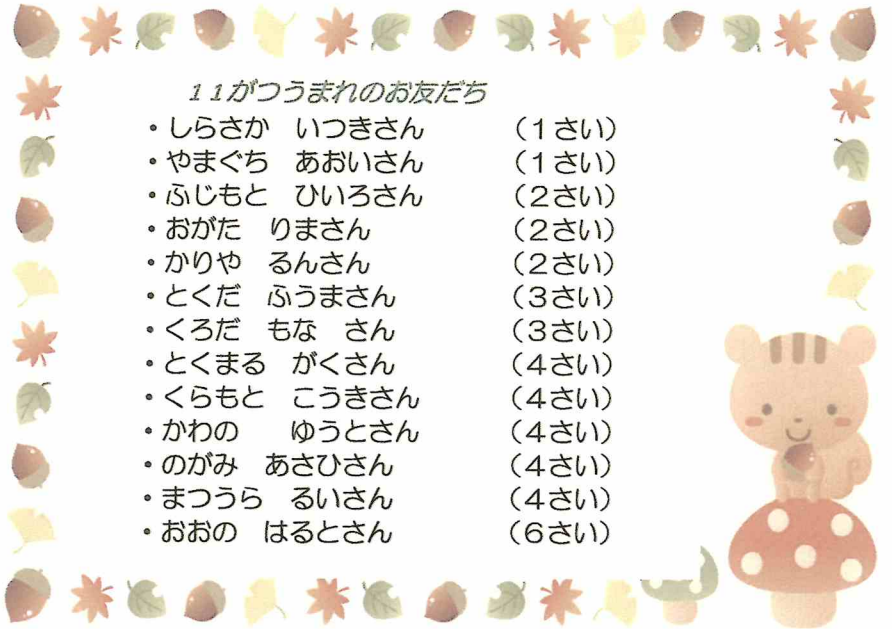 11がつうまれのお友だち
・しらさか　いつきさん　（1さい）
・やまぐち　あおいさん　（1さい）
・ふじもと　ひいろさん　（2さい）
・おがた　りまさん　（2さい）
・かりや　るんさん　（2さい）
・とくだ　ふうまさん　（3さい）
・くろだ　もな　さん　（3さい）
・とくまる　がくさん　（4さい）
・くらもと　こうきさん　（4さい）
・かわの　ゆうとさん　（4さい）
・のがみ　あさひさん　（4さい）
・まつうら　るいさん　（4さい）
・おおの　はるとさん　（6さい）